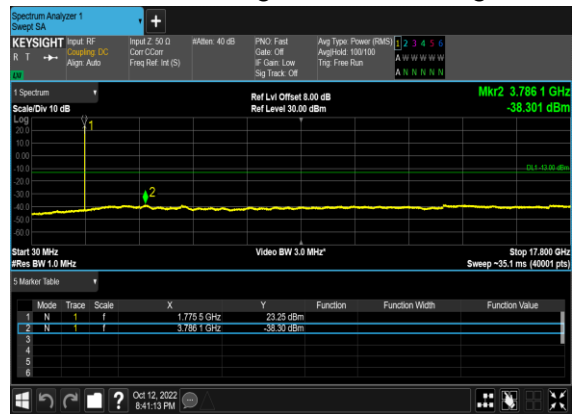 Spectrum Analyzer 1
Swept SA
+
KEYSIGHT Input: RF Input Z: 50 Ω #Atten: 40 dB PNO: Fast Avg Type: Power (RMS) 1 2 3 4 5 6
R T Coupling: DC Corr CCorr Gate: Off Avg|Hold: 100/100 A W W W W W
Align: Auto Freq Ref: Int (S) IF Gain: Low Trig: Free Run
Sig Track: Off A N N N N N
1 Spectrum
Scale/Div 10 dB
Ref Lvl Offset 8.00 dB
Ref Level 30.00 dBm
Mkr2 3.786 1 GHz
-38.301 dBm
Log
20.0
10.0
0.00
-10.0
-20.0
-30.0
-40.0
-50.0
-60.0
1
2
DL1 -13.00 dBm
Start 30 MHz Video BW 3.0 MHz* Stop 17.800 GHz
#Res BW 1.0 MHz Sweep ~35.1 ms (40001 pts)
5 Marker Table
Mode Trace Scale X Y Function Function Width Function Value
1 N 1 f 1.775 5 GHz 23.25 dBm
2 N 1 f 3.786 1 GHz -38.30 dBm
3
4
5
6
? Oct 12, 2022
8:41:13 PM